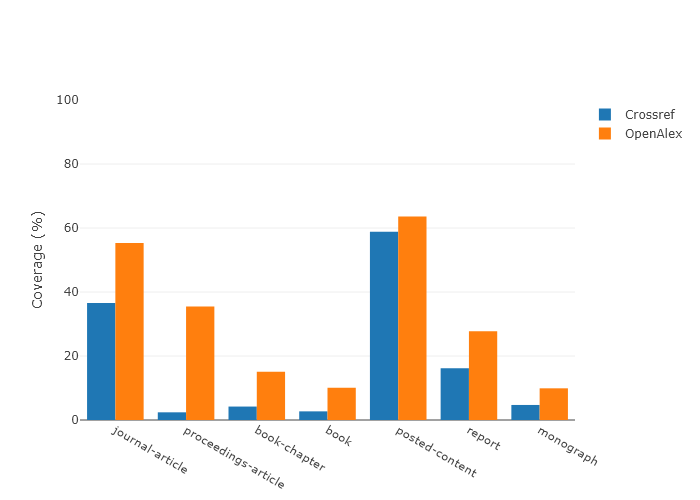 100
80
60
40
20
0
Coverage (%)
journal-article
proceedings-article
book-chapter
book
posted-content
report
monograph
Crossref
OpenAlex